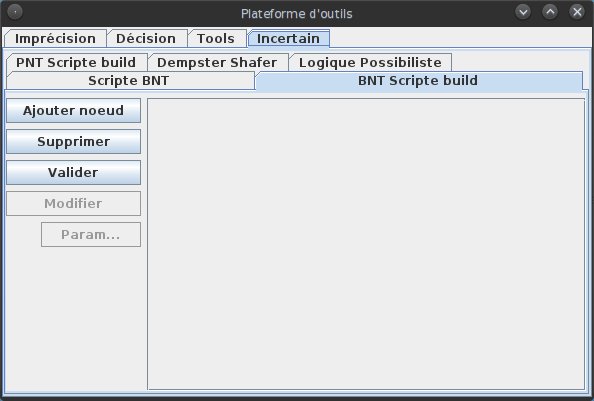 Plateforme d'outils
Imprécision Décision Tools Incertain
PNT Scripte build Dempster Shafer Logique Possibiliste
Scripte BNT BNT Scripte build
Ajouter noeud
Supprimer
Valider
Modifier
Param...